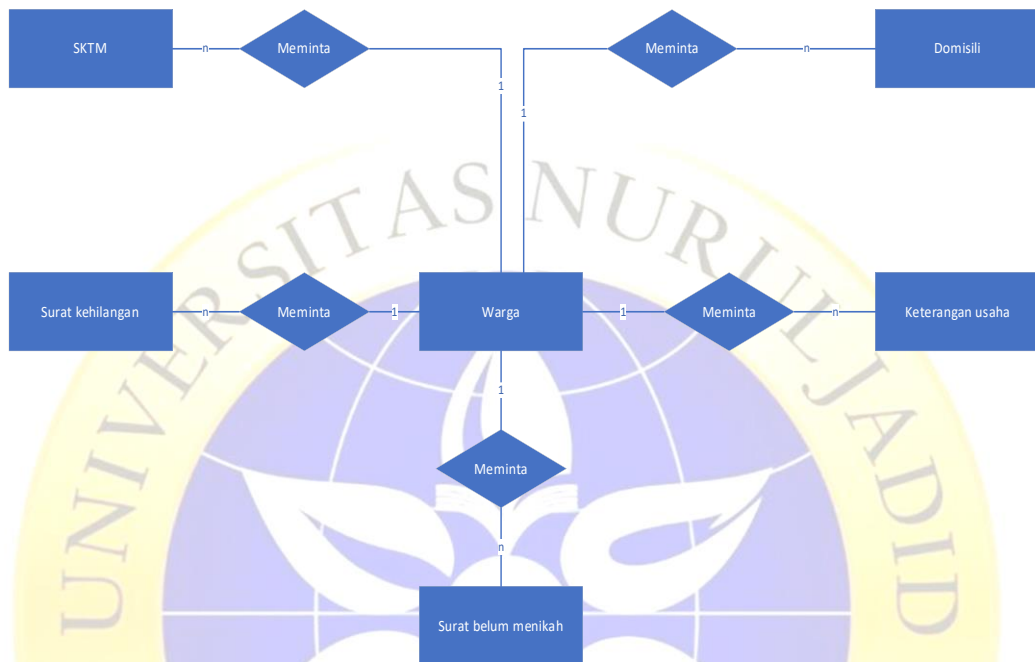 SKTM
n
Meminta
1
Meminta
1
n
Domisili
UNIVERSITAS NURUL JADID
Surat kehilangan
n
Meminta
1
Warga
1
Meminta
n
Keterangan usaha
1
Meminta
n
Surat belum menikah